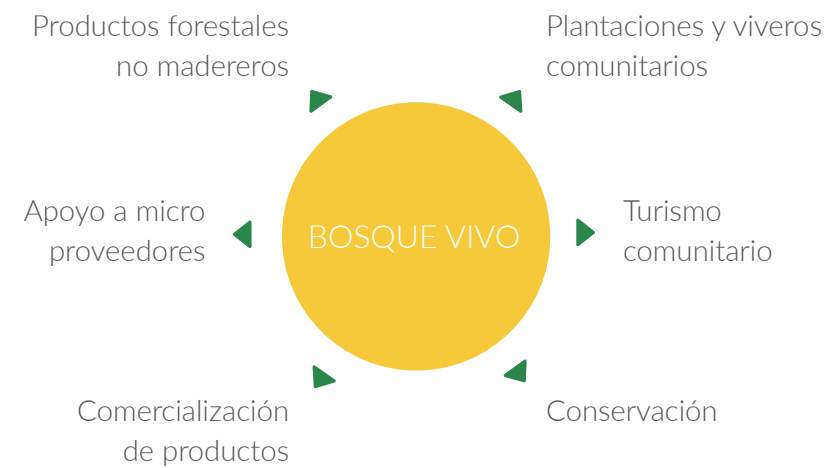 Productos forestales
no madereros
Plantaciones y viveros
comunitarios
Apoyo a micro
proveedores
BOSQUE VIVO
Turismo
comunitario
Comercialización
de productos
Conservación